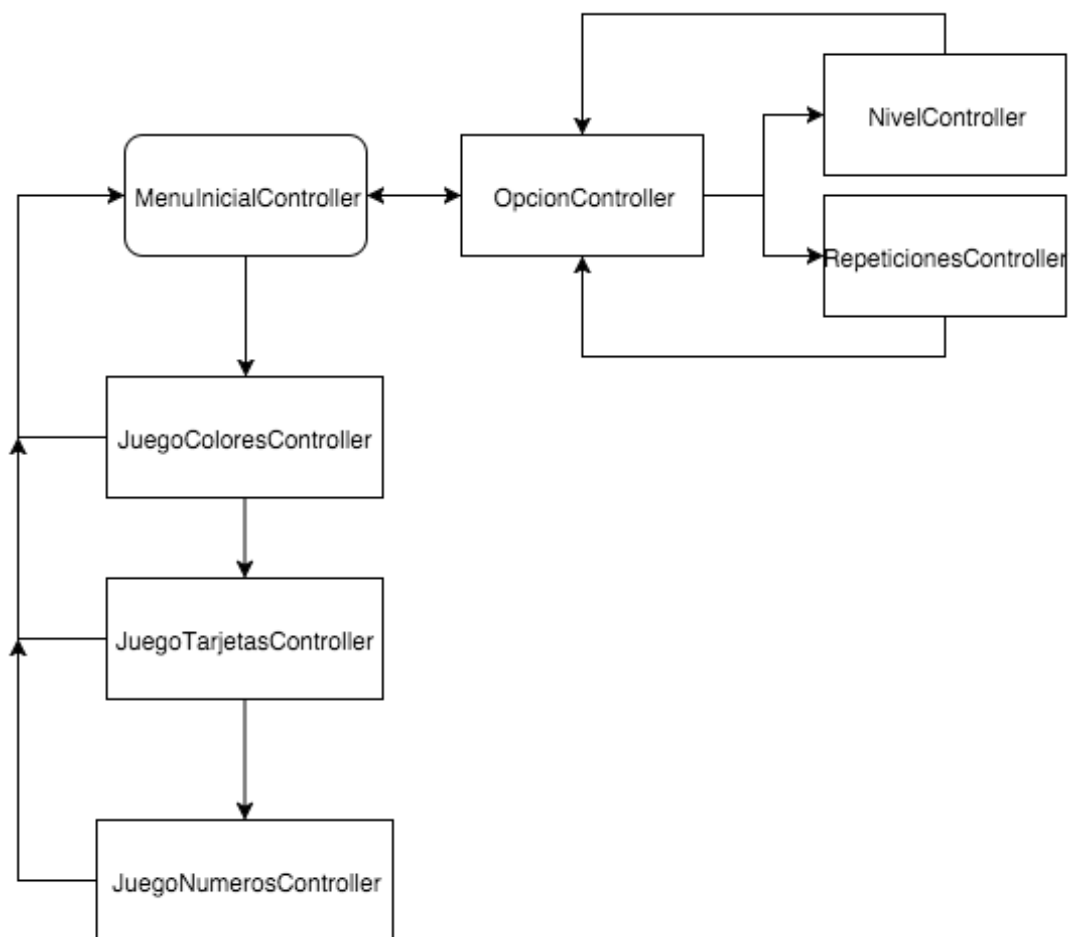 NivelController
MenuInicialController
OpcionController
RepeticionesController
JuegoColoresController
JuegoTarjetasController
JuegoNumerosController